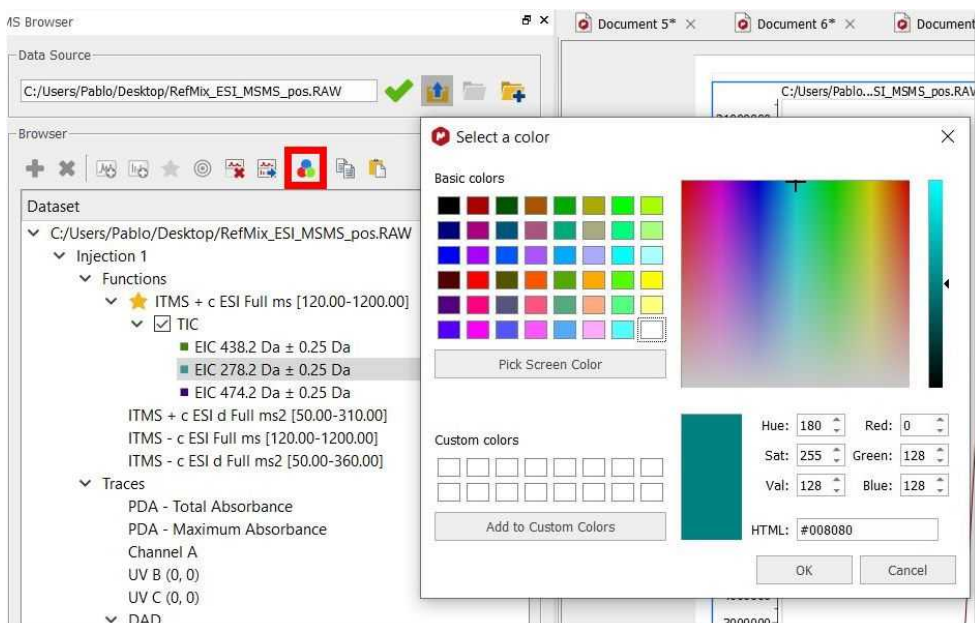 MS Browser
Data Source
C:/Users/Pablo/Desktop/RefMix_ESI_MSMS_pos.RAW
Browser
Dataset
C:/Users/Pablo/Desktop/RefMix_ESI_MSMS_pos.RAW
Injection 1
Functions
ITMS + c ESI Full ms [120.00-1200.00]
TIC
EIC 438.2 Da ± 0.25 Da
EIC 278.2 Da ± 0.25 Da
EIC 474.2 Da ± 0.25 Da
ITMS + c ESI d Full ms2 [50.00-310.00]
ITMS - c ESI Full ms [120.00-1200.00]
ITMS - c ESI d Full ms2 [50.00-360.00]
Traces
PDA - Total Absorbance
PDA - Maximum Absorbance
Channel A
UV B (0, 0)
UV C (0, 0)
DAD
Document 5*
Document 6*
Document
C:/Users/Pablo...SI_MSMS_pos.RAW
Select a color
Basic colors
Pick Screen Color
Custom colors
Add to Custom Colors
Hue: 180 Red: 0
Sat: 255 Green: 128
Val: 128 Blue: 128
HTML: #008080
OK Cancel